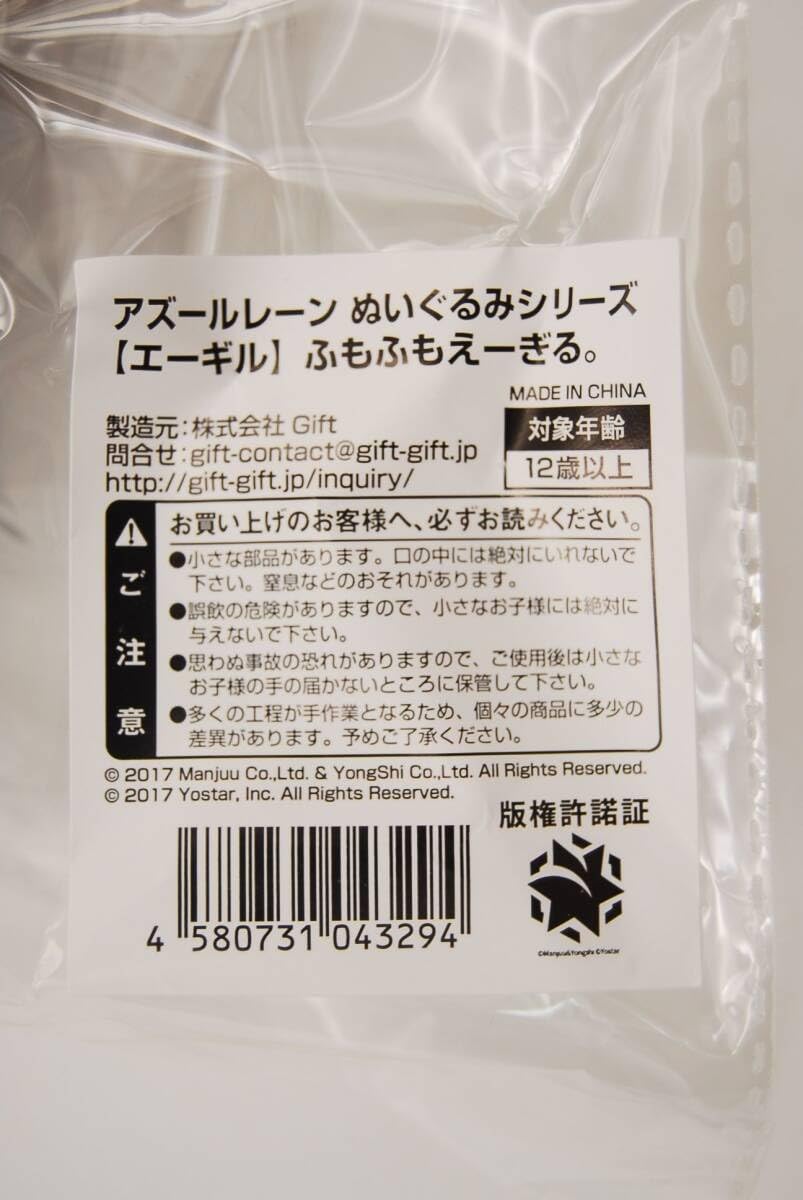 アズールレーン ぬいぐるみシリーズ
【エーギル】ふもふもえーぎる。
MADE IN CHINA
製造元:株式会社 Gift
問合せ:gift-contact@gift-gift.jp
http://gift-gift.jp/inquiry/
対象年齢
12歳以上
ご注意
お買い上げのお客様へ、必ずお読みください。
●小さな部品があります。口の中には絶対にいれないで
下さい。窒息などのおそれがあります。
●誤飲の危険がありますので、小さなお子様には絶対に
与えないで下さい。
●思わぬ事故の恐れがありますので、ご使用後は小さな
お子様の手の届かないところに保管して下さい。
●多くの工程が手作業となるため、個々の商品に多少の
差異があります。予めご了承ください。
© 2017 Manjuu Co.,Ltd. & YongShi Co.,Ltd. All Rights Reserved.
© 2017 Yostar, Inc. All Rights Reserved.
版権許諾証
4 580731 043294
©Manjuu&Yongshi ©Yostar